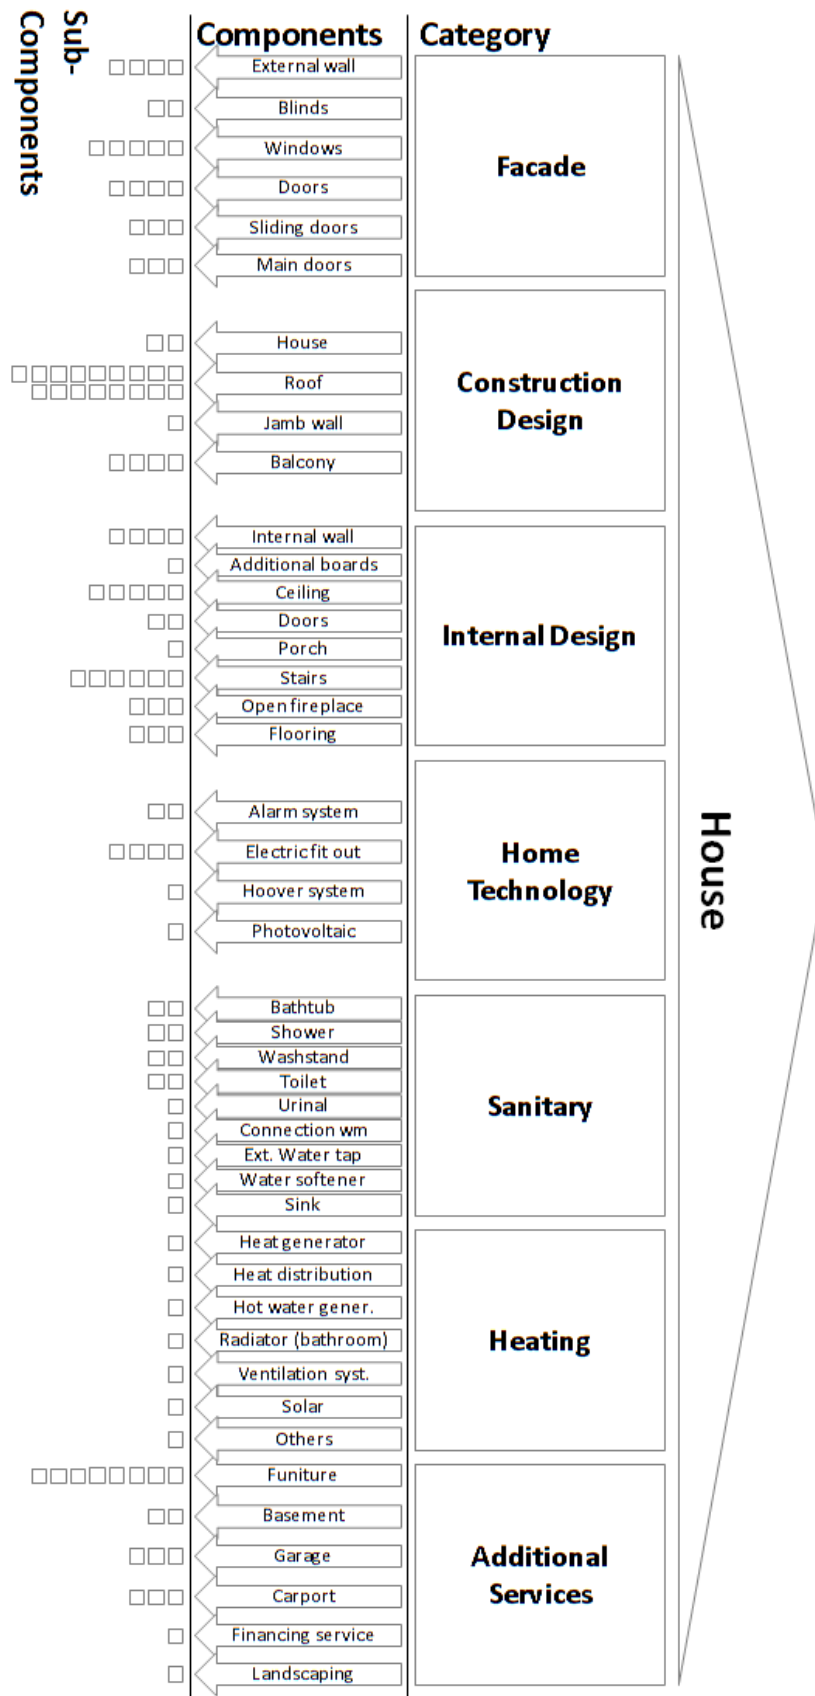 Sub-
Components
Components
Category
External wall
Blinds
Windows
Doors
Sliding doors
Main doors
Facade
House
Roof
Jamb wall
Balcony
Construction
Design
Internal wall
Additional boards
Ceiling
Doors
Porch
Stairs
Open fireplace
Flooring
Internal Design
Alarm system
Electric fit out
Hoover system
Photovoltaic
Home
Technology
Bathtub
Shower
Washstand
Toilet
Urinal
Connection wm
Ext. Water tap
Water softener
Sink
Sanitary
Heat generator
Heat distribution
Hot water gener.
Radiator (bathroom)
Ventilation syst.
Solar
Others
Heating
Funiture
Basement
Garage
Carport
Financing service
Landscaping
Additional
Services
House